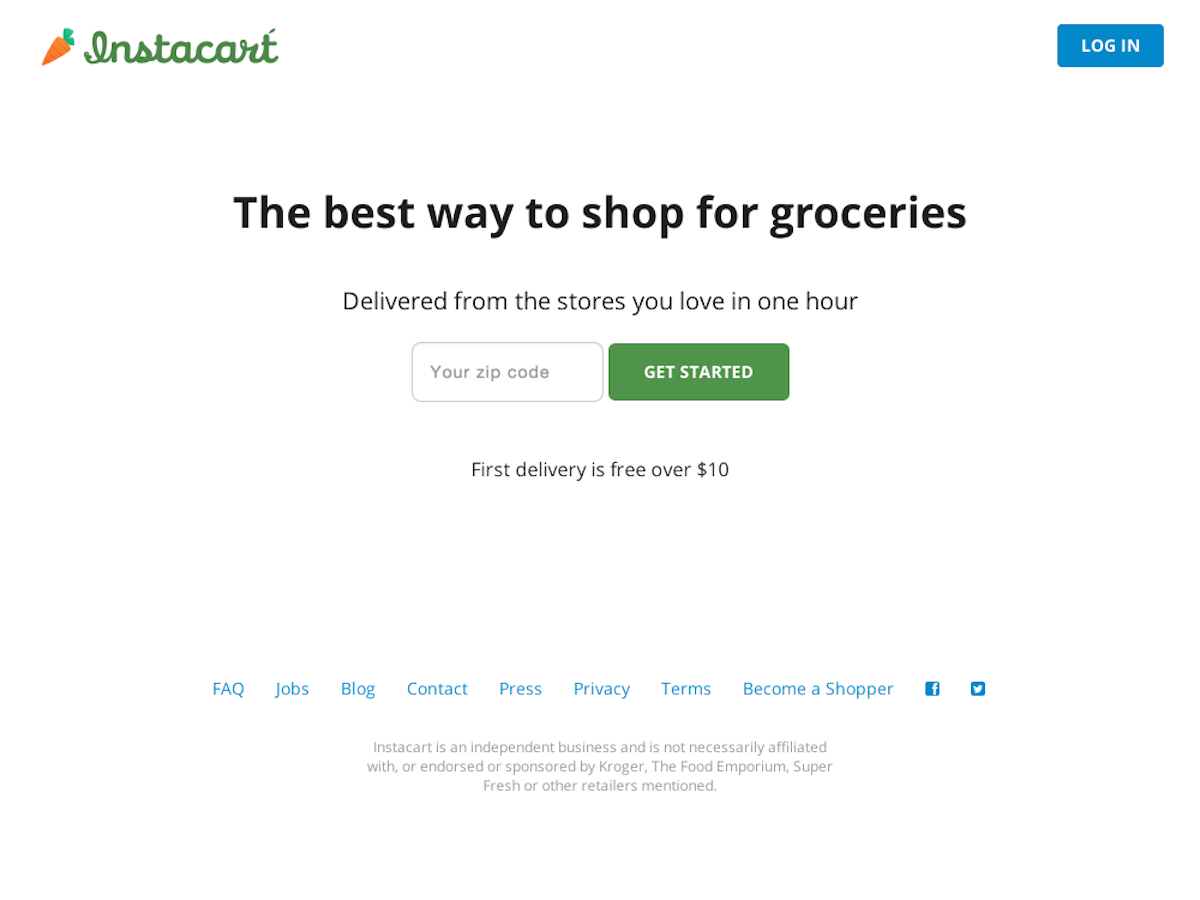 Instacart
LOG IN
The best way to shop for groceries
Delivered from the stores you love in one hour
Your zip code
GET STARTED
First delivery is free over $10
FAQ Jobs Blog Contact Press Privacy Terms Become a Shopper
Instacart is an independent business and is not necessarily affiliated
with, or endorsed or sponsored by Kroger, The Food Emporium, Super
Fresh or other retailers mentioned.